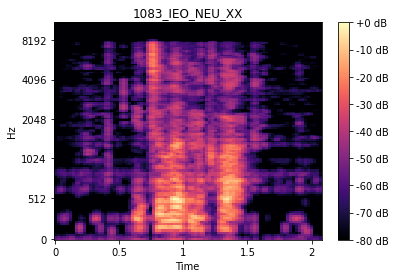 1083_IEO_NEU_XX
Hz
8192
4096
2048
1024
512
0
0
0.5
1
1.5
2
Time
+0 dB
-10 dB
-20 dB
-30 dB
-40 dB
-50 dB
-60 dB
-70 dB
-80 dB